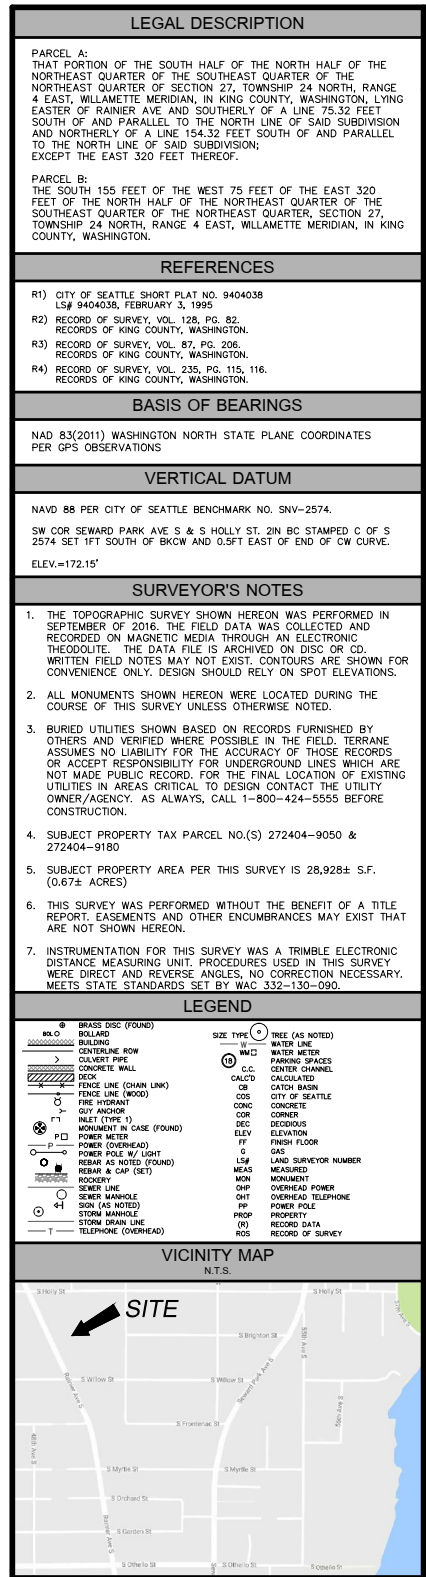 LEGAL DESCRIPTION
PARCEL A:
THAT PORTION OF THE SOUTH HALF OF THE NORTH HALF OF THE
NORTHEAST QUARTER OF THE SOUTHEAST QUARTER OF THE
NORTHEAST QUARTER OF SECTION 27, TOWNSHIP 24 NORTH, RANGE
4 EAST, WILLAMETTE MERIDIAN, IN KING COUNTY, WASHINGTON, LYING
EASTER OF RAINIER AVE AND SOUTHERLY OF A LINE 75.32 FEET
SOUTH OF AND PARALLEL TO THE NORTH LINE OF SAID SUBDIVISION
AND NORTHERLY OF A LINE 154.32 FEET SOUTH OF AND PARALLEL
TO THE NORTH LINE OF SAID SUBDIVISION;
EXCEPT THE EAST 320 FEET THEREOF.
PARCEL B:
THE SOUTH 155 FEET OF THE WEST 75 FEET OF THE EAST 320
FEET OF THE NORTH HALF OF THE NORTHEAST QUARTER OF THE
SOUTHEAST QUARTER OF THE NORTHEAST QUARTER, SECTION 27,
TOWNSHIP 24 NORTH, RANGE 4 EAST, WILLAMETTE MERIDIAN, IN KING
COUNTY, WASHINGTON.
REFERENCES
R1) CITY OF SEATTLE SHORT PLAT NO. 9404038
LS# 9404038, FEBRUARY 3, 1995
R2) RECORD OF SURVEY, VOL. 128, PG. 82.
RECORDS OF KING COUNTY, WASHINGTON.
R3) RECORD OF SURVEY, VOL. 87, PG. 206.
RECORDS OF KING COUNTY, WASHINGTON.
R4) RECORD OF SURVEY, VOL. 235, PG. 115, 116.
RECORDS OF KING COUNTY, WASHINGTON.
BASIS OF BEARINGS
NAD 83(2011) WASHINGTON NORTH STATE PLANE COORDINATES
PER GPS OBSERVATIONS
VERTICAL DATUM
NAVD 88 PER CITY OF SEATTLE BENCHMARK NO. SNV-2574.
SW COR SEWARD PARK AVE S & S HOLLY ST. 2IN BC STAMPED C OF S
2574 SET 1FT SOUTH OF BKCW AND 0.5FT EAST OF END OF CW CURVE.
ELEV.=172.15'
SURVEYOR'S NOTES
1. THE TOPOGRAPHIC SURVEY SHOWN HEREON WAS PERFORMED IN
SEPTEMBER OF 2016. THE FIELD DATA WAS COLLECTED AND
RECORDED ON MAGNETIC MEDIA THROUGH AN ELECTRONIC
THEODOLITE. THE DATA FILE IS ARCHIVED ON DISC OR CD.
WRITTEN FIELD NOTES MAY NOT EXIST. CONTOURS ARE SHOWN FOR
CONVENIENCE ONLY. DESIGN SHOULD RELY ON SPOT ELEVATIONS.
2. ALL MONUMENTS SHOWN HEREON WERE LOCATED DURING THE
COURSE OF THIS SURVEY UNLESS OTHERWISE NOTED.
3. BURIED UTILITIES SHOWN BASED ON RECORDS FURNISHED BY
OTHERS AND VERIFIED WHERE POSSIBLE IN THE FIELD. TERRANE
ASSUMES NO LIABILITY FOR THE ACCURACY OF THOSE RECORDS
OR ACCEPT RESPONSIBILITY FOR UNDERGROUND LINES WHICH ARE
NOT MADE PUBLIC RECORD. FOR THE FINAL LOCATION OF EXISTING
UTILITIES IN AREAS CRITICAL TO DESIGN CONTACT THE UTILITY
OWNER/AGENCY. AS ALWAYS, CALL 1-800-424-5555 BEFORE
CONSTRUCTION.
4. SUBJECT PROPERTY TAX PARCEL NO.(S) 272404-9050 &
272404-9180
5. SUBJECT PROPERTY AREA PER THIS SURVEY IS 28,928± S.F.
(0.67± ACRES)
6. THIS SURVEY WAS PERFORMED WITHOUT THE BENEFIT OF A TITLE
REPORT. EASEMENTS AND OTHER ENCUMBRANCES MAY EXIST THAT
ARE NOT SHOWN HEREON.
7. INSTRUMENTATION FOR THIS SURVEY WAS A TRIMBLE ELECTRONIC
DISTANCE MEASURING UNIT. PROCEDURES USED IN THIS SURVEY
WERE DIRECT AND REVERSE ANGLES, NO CORRECTION NECESSARY.
MEETS STATE STANDARDS SET BY WAC 332-130-090.
LEGEND
BRASS DISC (FOUND)
BOL BOLLARD
BUILDING
CENTERLINE ROW
CULVERT PIPE
CONCRETE WALL
DECK
FENCE LINE (CHAIN LINK)
FENCE LINE (WOOD)
FIRE HYDRANT
GUY ANCHOR
INLET (TYPE 1)
MONUMENT IN CASE (FOUND)
P POWER METER
P POWER (OVERHEAD)
POWER POLE W/ LIGHT
REBAR AS NOTED (FOUND)
REBAR & CAP (SET)
ROCKERY
SEWER LINE
SEWER MANHOLE
SIGN (AS NOTED)
STORM MANHOLE
STORM DRAIN LINE
T TELEPHONE (OVERHEAD)
SIZE TYPE TREE (AS NOTED)
W WATER LINE
WM WATER METER
18 PARKING SPACES
C.C. CENTER CHANNEL
CALC'D CALCULATED
CB CATCH BASIN
COS CITY OF SEATTLE
CONC CONCRETE
COR CORNER
DEC DECIDIOUS
ELEV ELEVATION
FF FINISH FLOOR
G GAS
LS# LAND SURVEYOR NUMBER
MEAS MEASURED
MON MONUMENT
OHP OVERHEAD POWER
OHT OVERHEAD TELEPHONE
PP POWER POLE
PROP PROPERTY
(R) RECORD DATA
ROS RECORD OF SURVEY
VICINITY MAP
N.T.S.
S Holly St
S Holly St
57th Ave S
SITE
S Brighton St
55th Ave S
S Willow St
S Willow St
Seward Park Ave S
Rainier Ave S
S Frontenac St
56th Ave S
46th Ave S
S Myrtle St
S Myrtle St
S Orchard St
Rainier Ave S
S Garden St
S Othello St
S Othello St
S Othello St